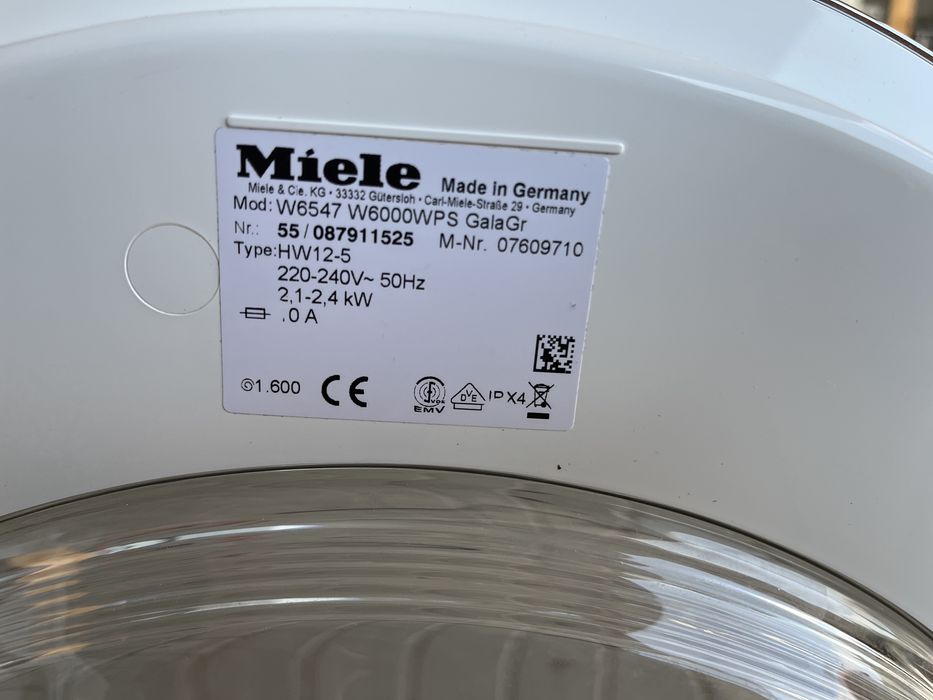 Miele Made in Germany
Miele & Cie. KG • 33332 Gütersloh • Carl-Miele-Straße 29 • Germany
Mod: W6547 W6000WPS GalaGr
Nr.: 55 / 087911525 M-Nr. 07609710
Type: HW12-5
220-240V~ 50Hz
2,1-2,4 kW
.0 A
1.600 CE VDE EMV DVE IPX4